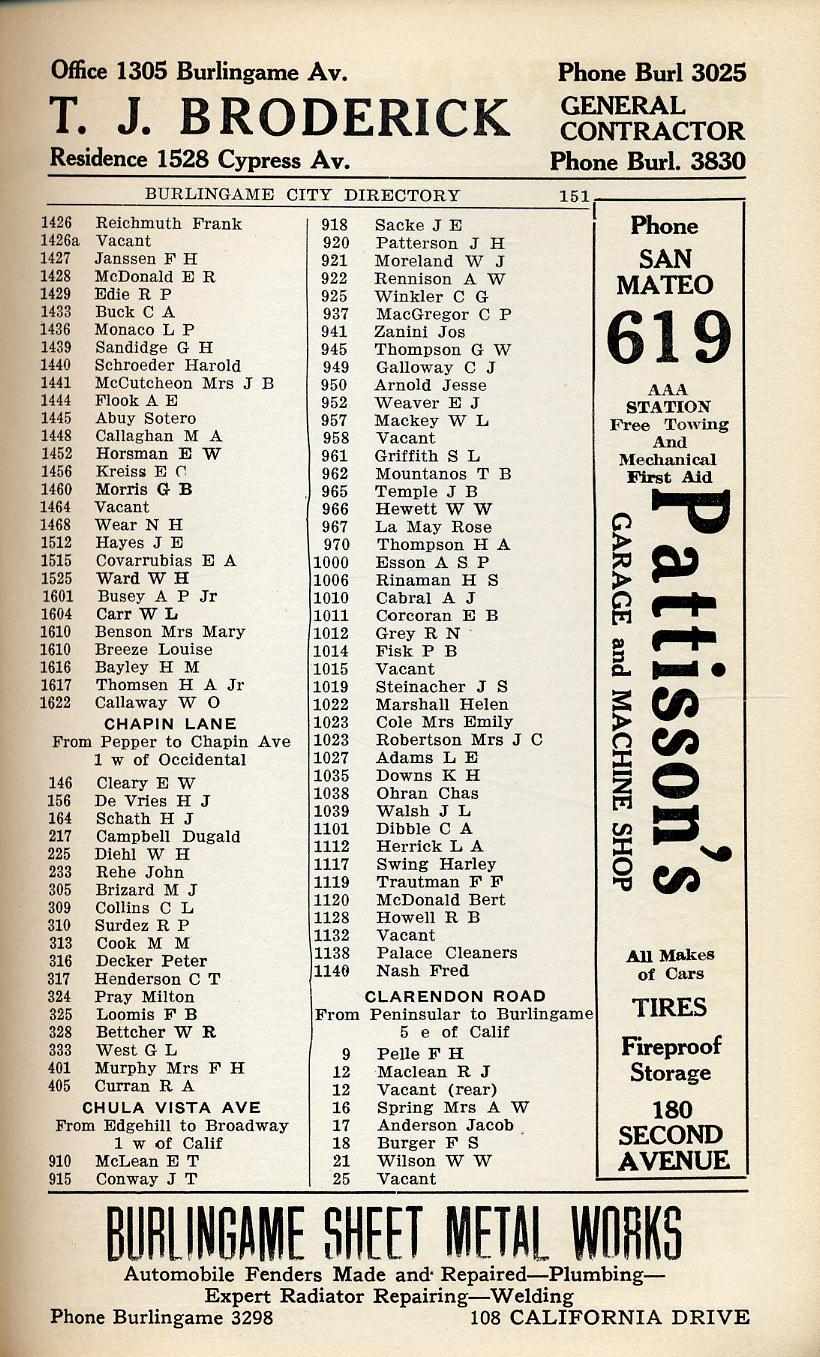 Office 1305 Burlingame Av. Phone Burl 3025
T. J. BRODERICK GENERAL CONTRACTOR
Residence 1528 Cypress Av. Phone Burl. 3830
BURLINGAME CITY DIRECTORY 151
1426 Reichmuth Frank
1426a Vacant
1427 Janssen F H
1428 McDonald E R
1429 Edie R P
1433 Buck C A
1436 Monaco L P
1439 Sandidge G H
1440 Schroeder Harold
1441 McCutcheon Mrs J B
1444 Flook A E
1445 Abuy Sotero
1448 Callaghan M A
1452 Horsman E W
1456 Kreiss E C
1460 Morris G B
1464 Vacant
1468 Wear N H
1512 Hayes J E
1515 Covarrubias E A
1525 Ward W H
1601 Busey A P Jr
1604 Carr W L
1610 Benson Mrs Mary
1610 Breeze Louise
1616 Bayley H M
1617 Thomsen H A Jr
1622 Callaway W O
CHAPIN LANE
From Pepper to Chapin Ave
1 w of Occidental
146 Cleary E W
156 De Vries H J
164 Schath H J
217 Campbell Dugald
225 Diehl W H
233 Rehe John
305 Brizard M J
309 Collins C L
310 Surdez R P
313 Cook M M
316 Decker Peter
317 Henderson C T
324 Pray Milton
325 Loomis F B
328 Bettcher W R
333 West G L
401 Murphy Mrs F H
405 Curran R A
CHULA VISTA AVE
From Edgehill to Broadway
1 w of Calif
910 McLean E T
915 Conway J T
918 Sacke J E
920 Patterson J H
921 Moreland W J
922 Rennison A W
925 Winkler C G
937 MacGregor C P
941 Zanini Jos
945 Thompson G W
949 Galloway C J
950 Arnold Jesse
952 Weaver E J
957 Mackey W L
958 Vacant
961 Griffith S L
962 Mountanos T B
965 Temple J B
966 Hewett W W
967 La May Rose
970 Thompson H A
1000 Esson A S P
1006 Rinaman H S
1010 Cabral A J
1011 Corcoran E B
1012 Grey R N
1014 Fisk P B
1015 Vacant
1019 Steinacher J S
1022 Marshall Helen
1023 Cole Mrs Emily
1023 Robertson Mrs J C
1027 Adams L E
1035 Downs K H
1038 Ohran Chas
1039 Walsh J L
1101 Dibble C A
1112 Herrick L A
1117 Swing Harley
1119 Trautman F F
1120 McDonald Bert
1128 Howell R B
1132 Vacant
1138 Palace Cleaners
1140 Nash Fred
CLARENDON ROAD
From Peninsular to Burlingame
5 e of Calif
9 Pelle F H
12 Maclean R J
12 Vacant (rear)
16 Spring Mrs A W
17 Anderson Jacob
18 Burger F S
21 Wilson W W
25 Vacant
Phone
SAN
MATEO
619
AAA
STATION
Free Towing
And
Mechanical
First Aid
Pattisson's
GARAGE and MACHINE SHOP
All Makes
of Cars
TIRES
Fireproof
Storage
180
SECOND
AVENUE
BURLINGAME SHEET METAL WORKS
Automobile Fenders Made and Repaired—Plumbing—
Expert Radiator Repairing—Welding
Phone Burlingame 3298 108 CALIFORNIA DRIVE